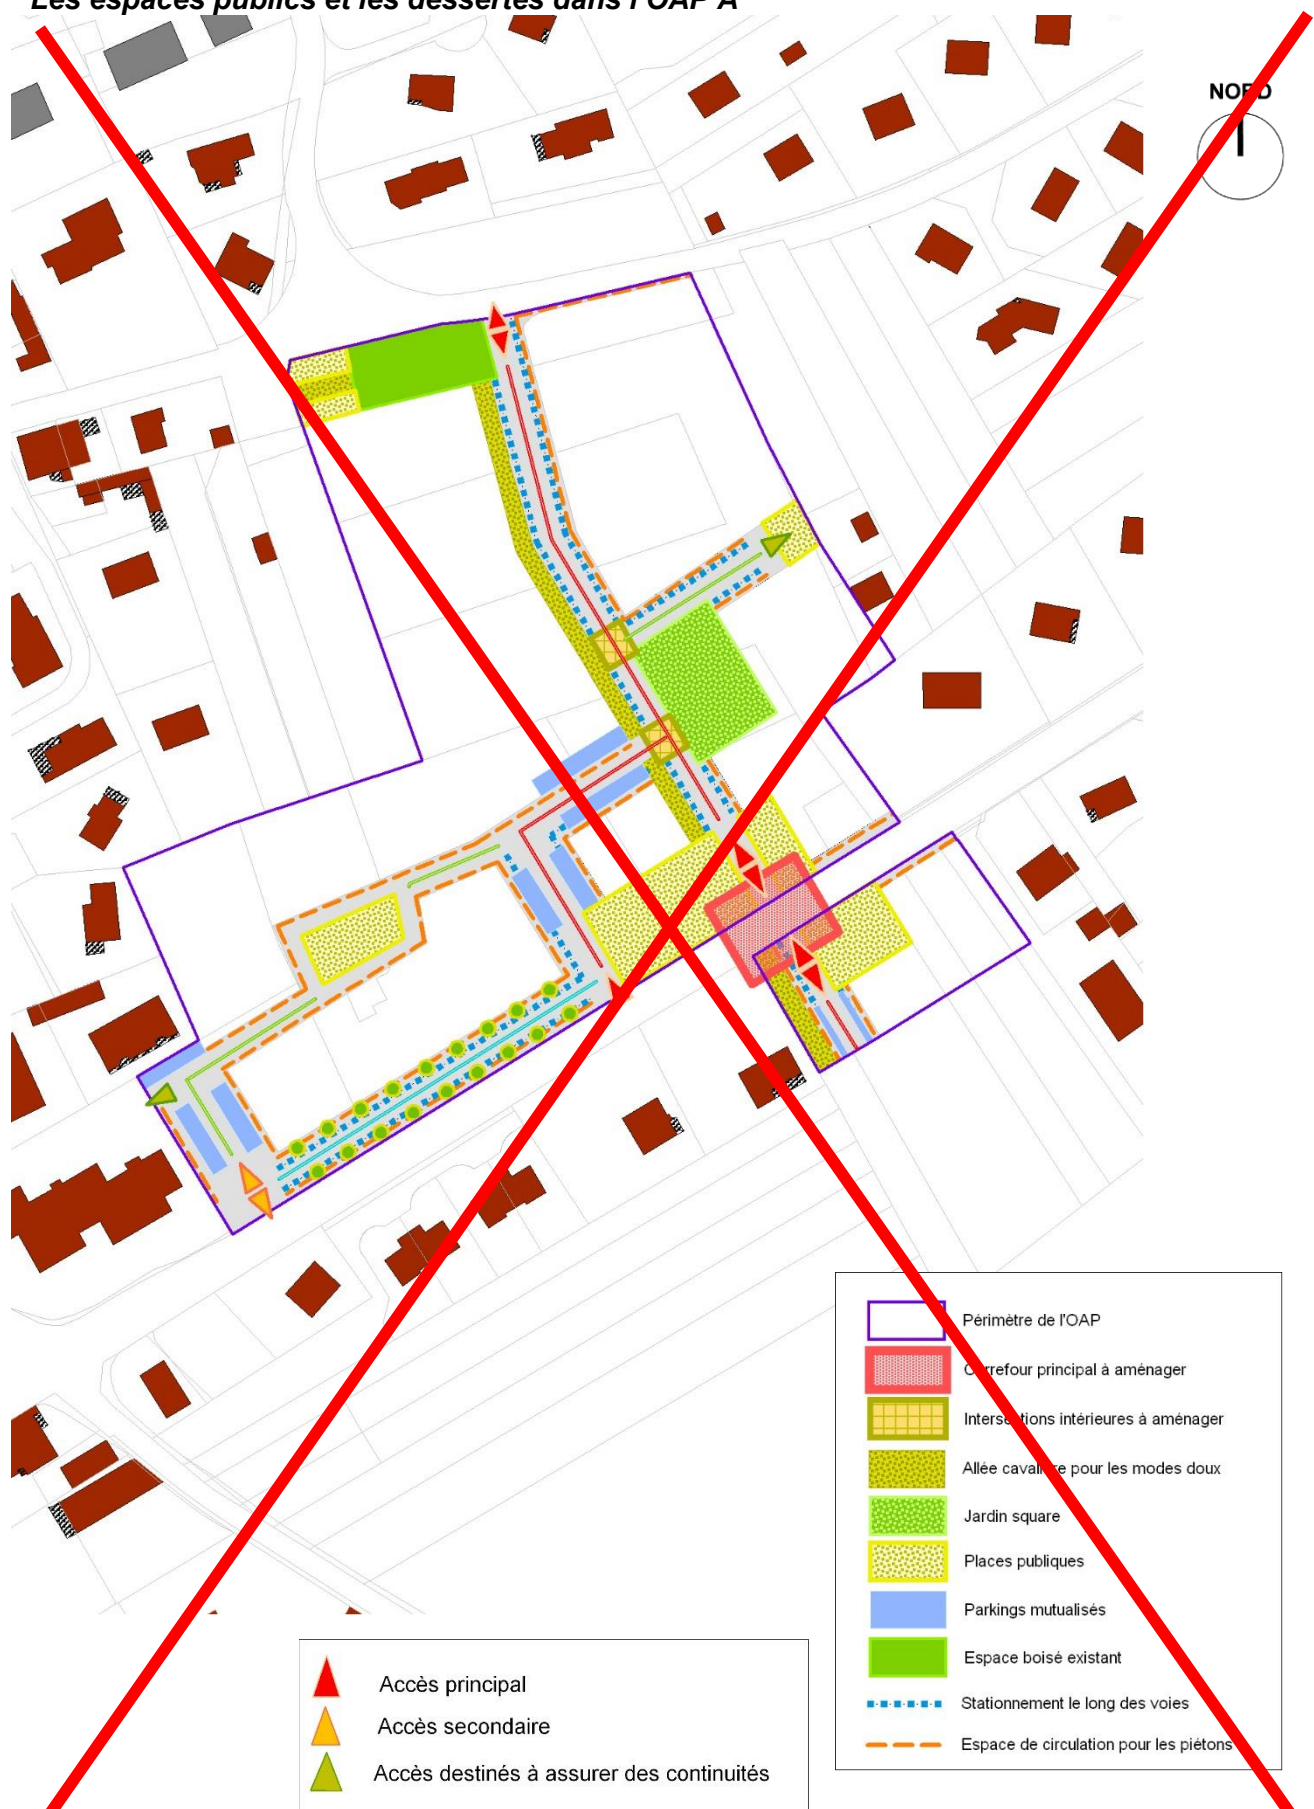 Les espaces publics et les dessertes dans l'OAP A
NORD
Périmètre de l'OAP
Carrefour principal à aménager
Intersections intérieures à aménager
Allée cavalière pour les modes doux
Jardin square
Places publiques
Parkings mutualisés
Espace boisé existant
Stationnement le long des voies
Espace de circulation pour les piétons
Accès principal
Accès secondaire
Accès destinés à assurer des continuités